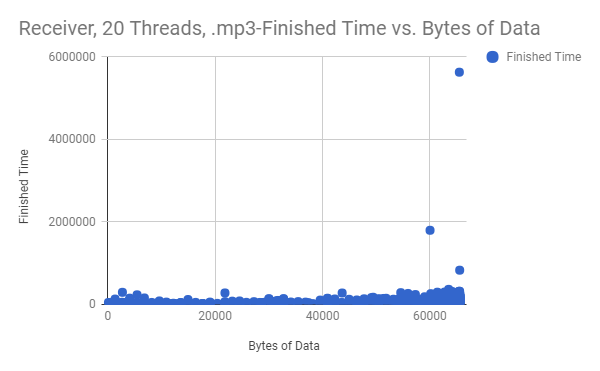 Receiver, 20 Threads, .mp3-Finished Time vs. Bytes of Data
Finished Time
6000000
4000000
2000000
0
Finished Time
0
20000
40000
60000
Bytes of Data